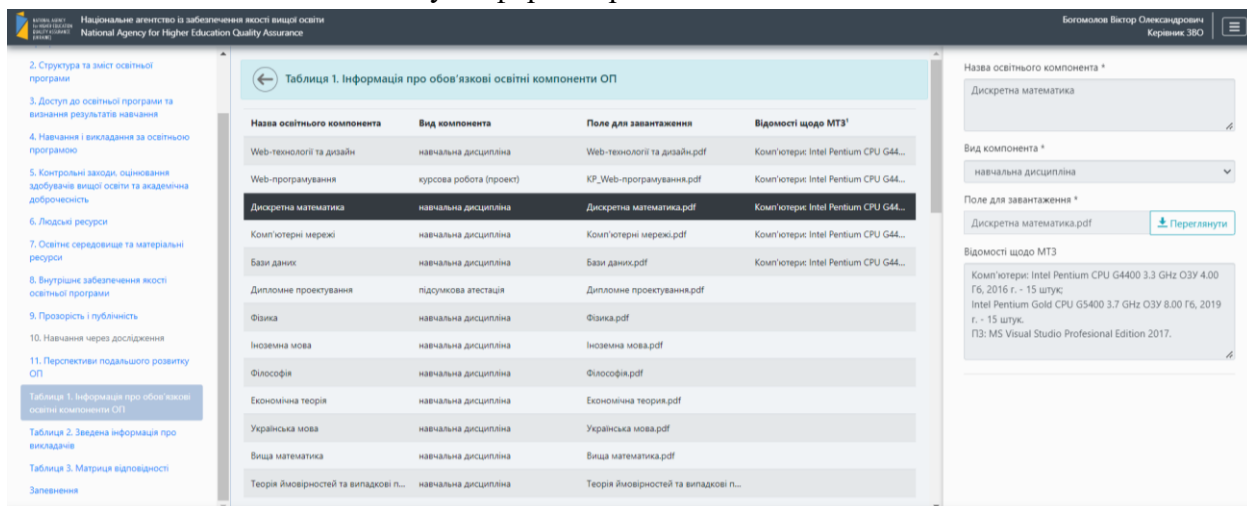 Національне агентство із забезпечення якості вищої освіти
National Agency for Higher Education Quality Assurance
Богомолов Віктор Олександрович
Керівник ЗВО
2. Структура та зміст освітньої
програми
3. Доступ до освітньої програми та
визнання результатів навчання
4. Навчання і викладання за освітньою
програмою
5. Контрольні заходи, оцінювання
здобувачів вищої освіти та академічна
доброчесність
6. Людські ресурси
7. Освітнє середовище та матеріальні
ресурси
8. Внутрішнє забезпечення якості
освітньої програми
9. Прозорість і публічність
10. Навчання через дослідження
11. Перспективи подальшого розвитку
ОП
Таблиця 1. Інформація про обов'язкові
освітні компоненти ОП
Таблиця 2. Зведена інформація про
викладачів
Таблиця 3. Матриця відповідності
Запевнення
Таблиця 1. Інформація про обов'язкові освітні компоненти ОП
Назва освітнього компонента Вид компонента Поле для завантаження Відомості щодо МТЗ¹
Web-технології та дизайн навчальна дисципліна Web-технології та дизайн.pdf Комп'ютери: Intel Pentium CPU G44...
Web-програмування курсова робота (проект) КР_Web-програмування.pdf Комп'ютери: Intel Pentium CPU G44...
Дискретна математика навчальна дисципліна Дискретна математика.pdf Комп'ютери: Intel Pentium CPU G44...
Комп'ютерні мережі навчальна дисципліна Комп'ютерні мережі.pdf Комп'ютери: Intel Pentium CPU G44...
Бази даних навчальна дисципліна Бази даних.pdf Комп'ютери: Intel Pentium CPU G44...
Дипломне проектування підсумкова атестація Дипломне проектування.pdf
Фізика навчальна дисципліна Фізика.pdf
Іноземна мова навчальна дисципліна Іноземна мова.pdf
Філософія навчальна дисципліна Філософія.pdf
Економічна теорія навчальна дисципліна Економічна теория.pdf
Українська мова навчальна дисципліна Українська мова.pdf
Вища математика навчальна дисципліна Вища математика.pdf
Теорія ймовірностей та випадкові п... навчальна дисципліна Теорія ймовірностей та випадкові п...
Назва освітнього компонента *
Дискретна математика
Вид компонента *
навчальна дисципліна
Поле для завантаження *
Дискретна математика.pdf Переглянути
Відомості щодо МТЗ
Комп'ютери: Intel Pentium CPU G4400 3.3 GHz ОЗУ 4.00
Гб, 2016 г. - 15 штук;
Intel Pentium Gold CPU G5400 3.7 GHz ОЗУ 8.00 Гб, 2019
г. - 15 штук.
ПЗ: MS Visual Studio Profesional Edition 2017.